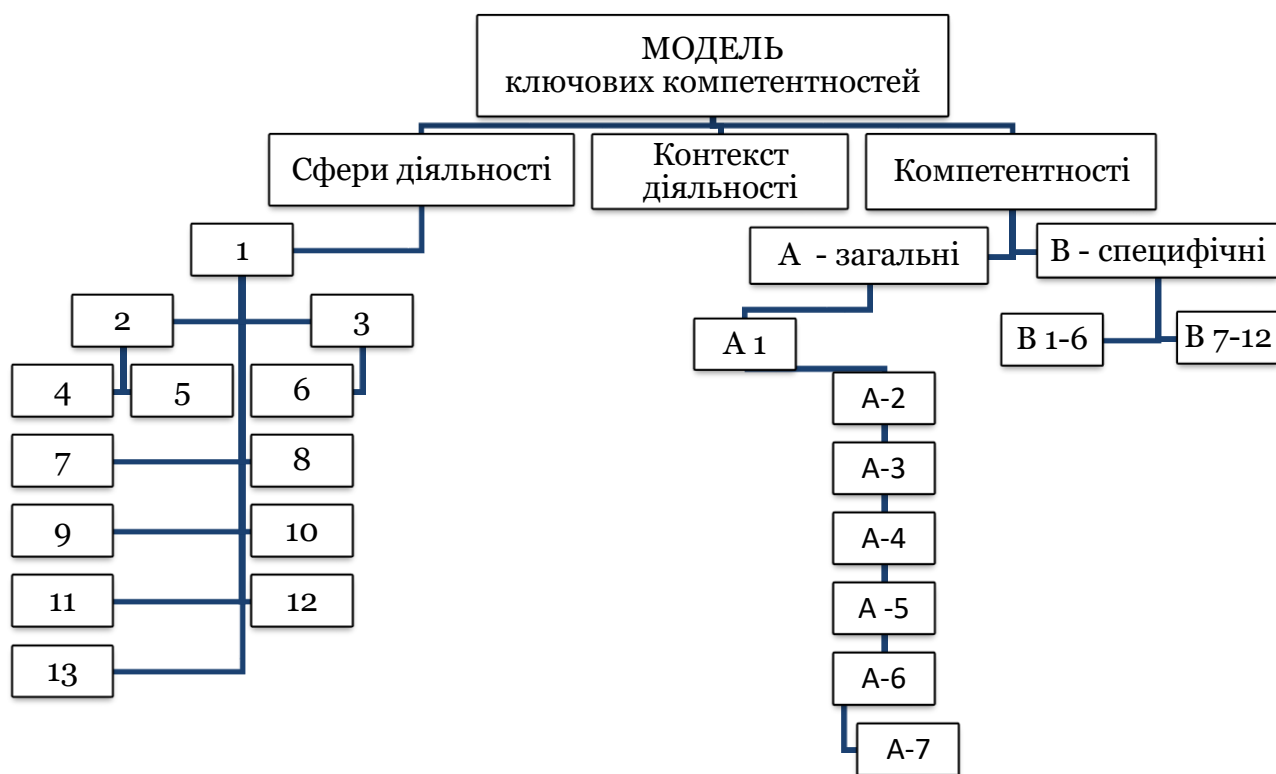 МОДЕЛЬ
ключових компетентностей
Сфери діяльності
Контекст
діяльності
Компетентності
1
А - загальні
В - специфічні
2
3
А 1
В 1-6
В 7-12
4
5
6
А-2
7
8
А-3
9
10
А-4
11
12
А -5
13
А-6
А-7